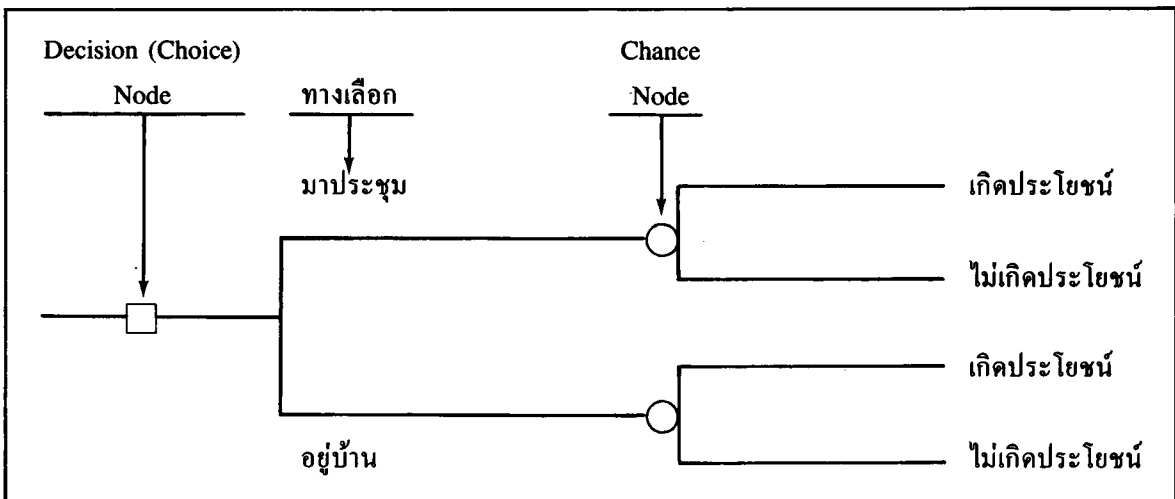 Decision (Choice)
Node
ทางเลือก
Chance
Node
มาประชุม
เกิดประโยชน์
ไม่เกิดประโยชน์
เกิดประโยชน์
อยู่บ้าน
ไม่เกิดประโยชน์